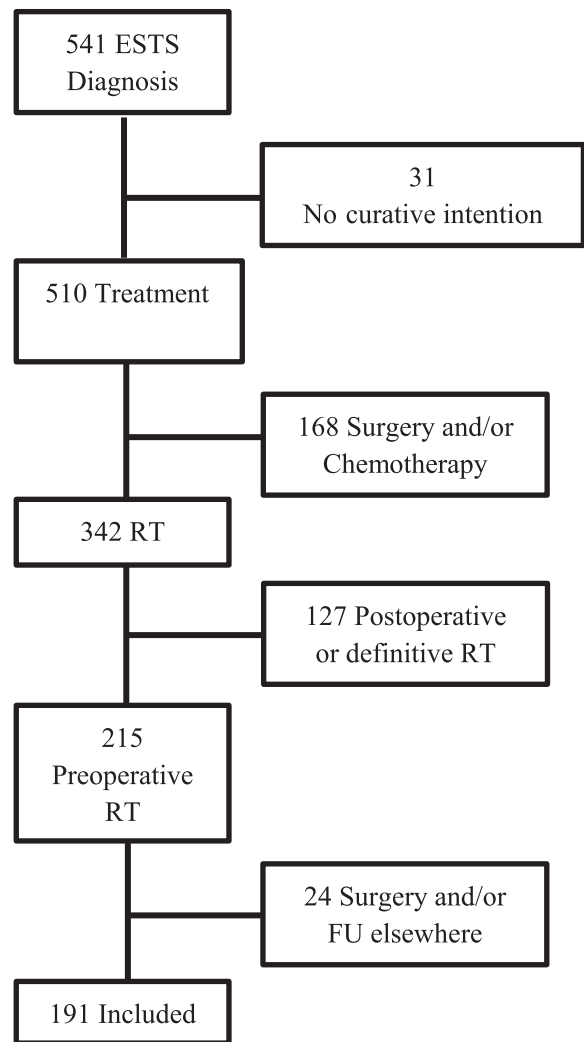 541 ESTS
Diagnosis
31
No curative intention
510 Treatment
168 Surgery and/or
Chemotherapy
342 RT
127 Postoperative
or definitive RT
215
Preoperative
RT
24 Surgery and/or
FU elsewhere
191 Included